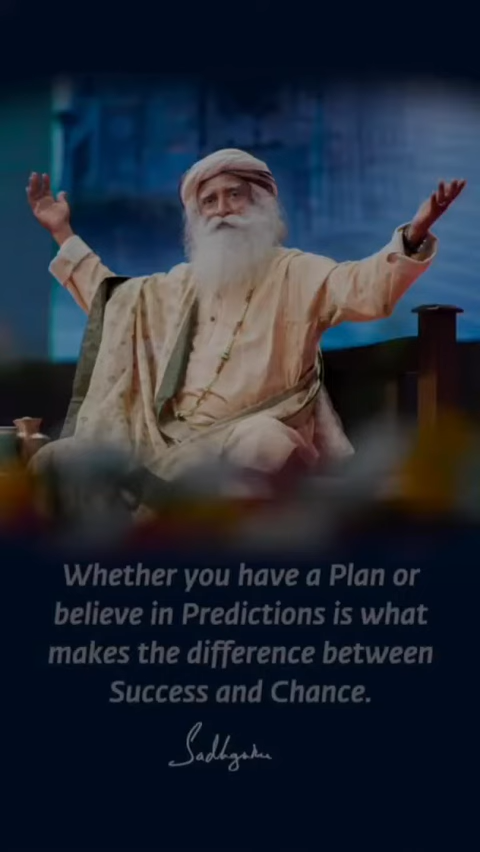 Whether you have a Plan or
believe in Predictions is what
makes the difference between
Success and Chance.
Sadhguru